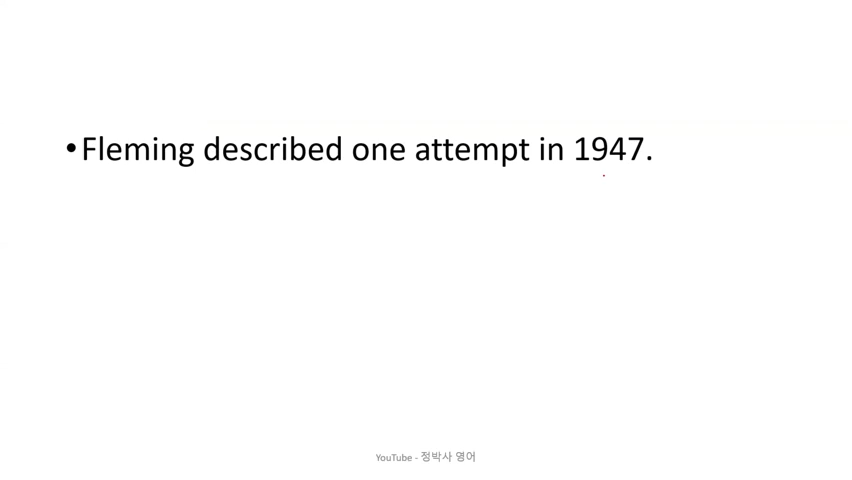 •Fleming described one attempt in 1947.
YouTube - 정박사 영어